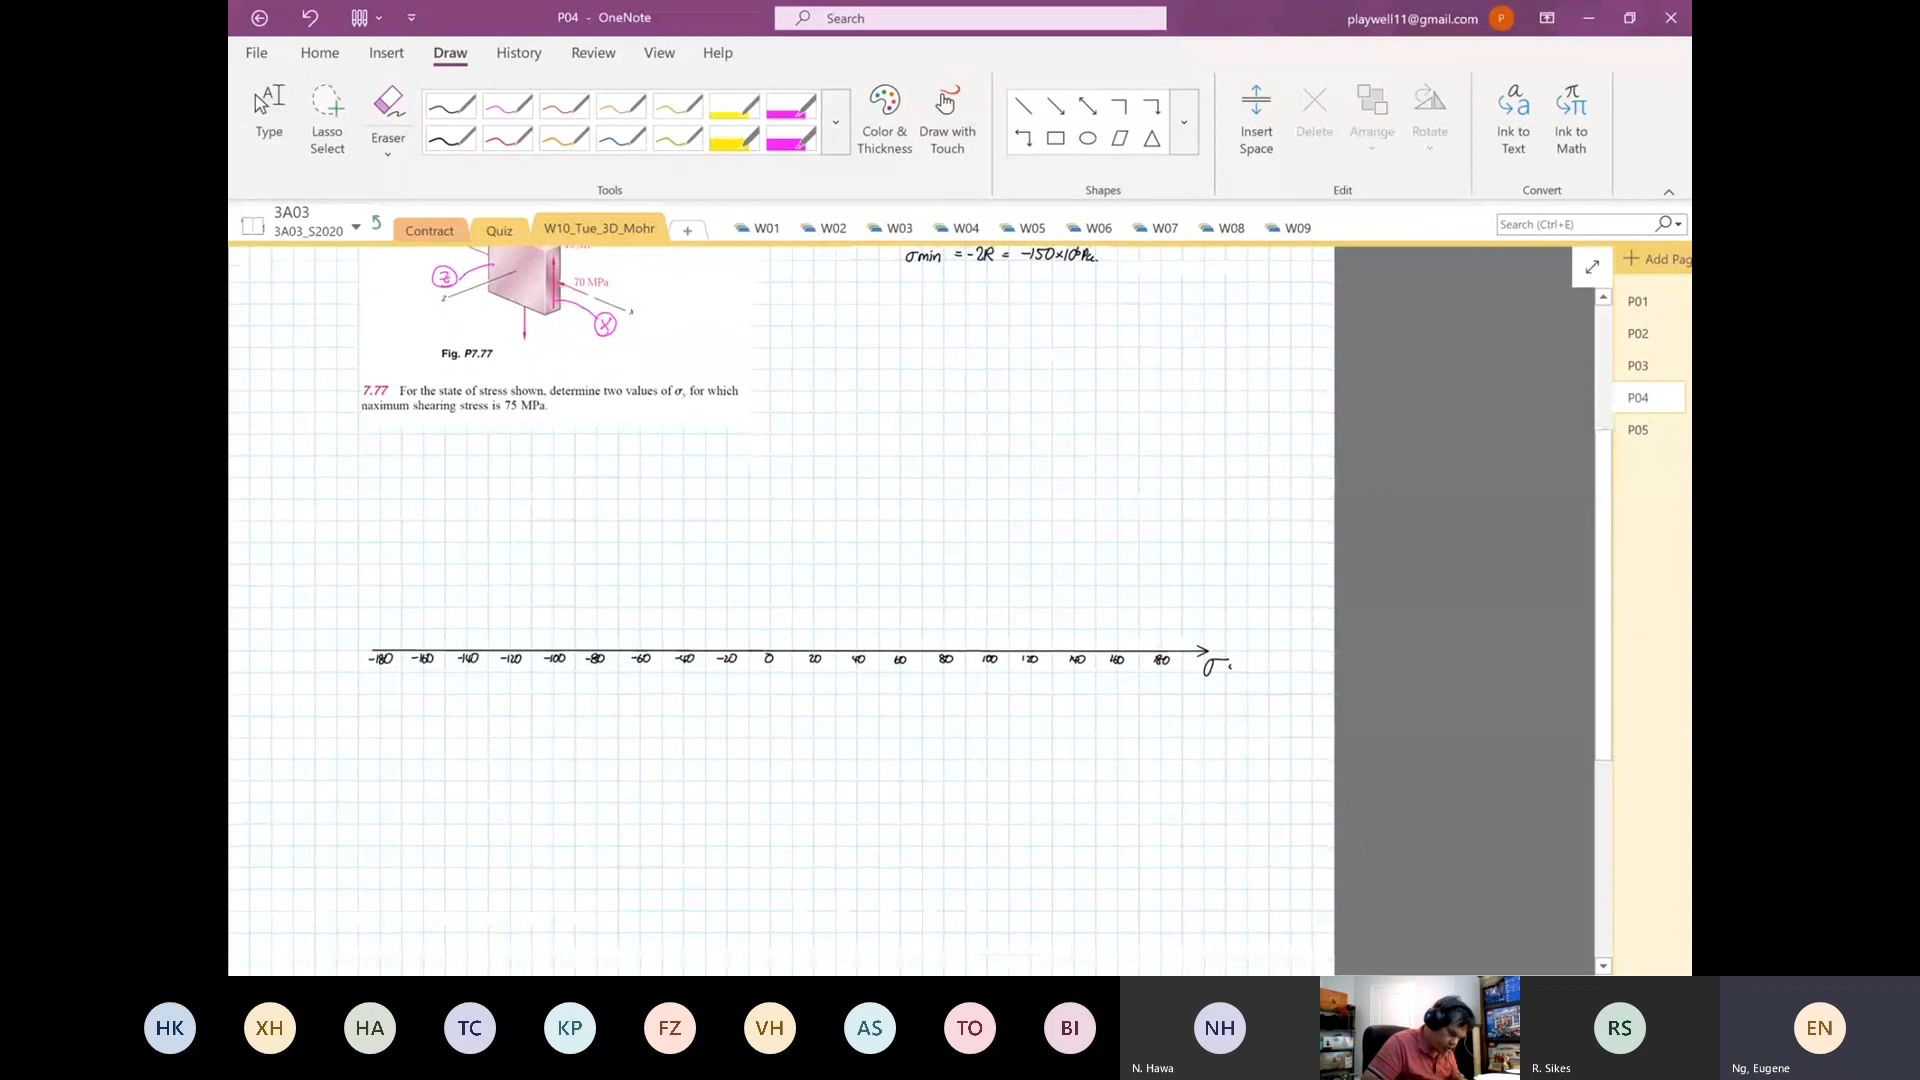 P04 - OneNote
Search
playwell11@gmail.com
P
File Home Insert Draw History Review View Help
Type
Lasso Select
Eraser
Color & Thickness
Draw with Touch
Insert Space
Delete
Arrange
Rotate
Ink to Text
Ink to Math
Tools
Shapes
Edit
Convert
3A03
3A03_S2020
Contract
Quiz
W10_Tue_3D_Mohr
W01 W02 W03 W04 W05 W06 W07 W08 W09
Search (Ctrl+E)
Add Pag
P01
P02
P03
P04
P05
σmin = -2R = -150x10⁶Pa.
z
z
70 MPa
x
x
Fig. P7.77
7.77 For the state of stress shown, determine two values of σy for which
naximum shearing stress is 75 MPa.
-180 -160 -140 -120 -100 -80 -60 -40 -20 0 20 40 60 80 100 120 140 160 180
σ
HK XH HA TC KP FZ VH AS TO BI NH RS EN
N. Hawa
R. Sikes
Ng, Eugene